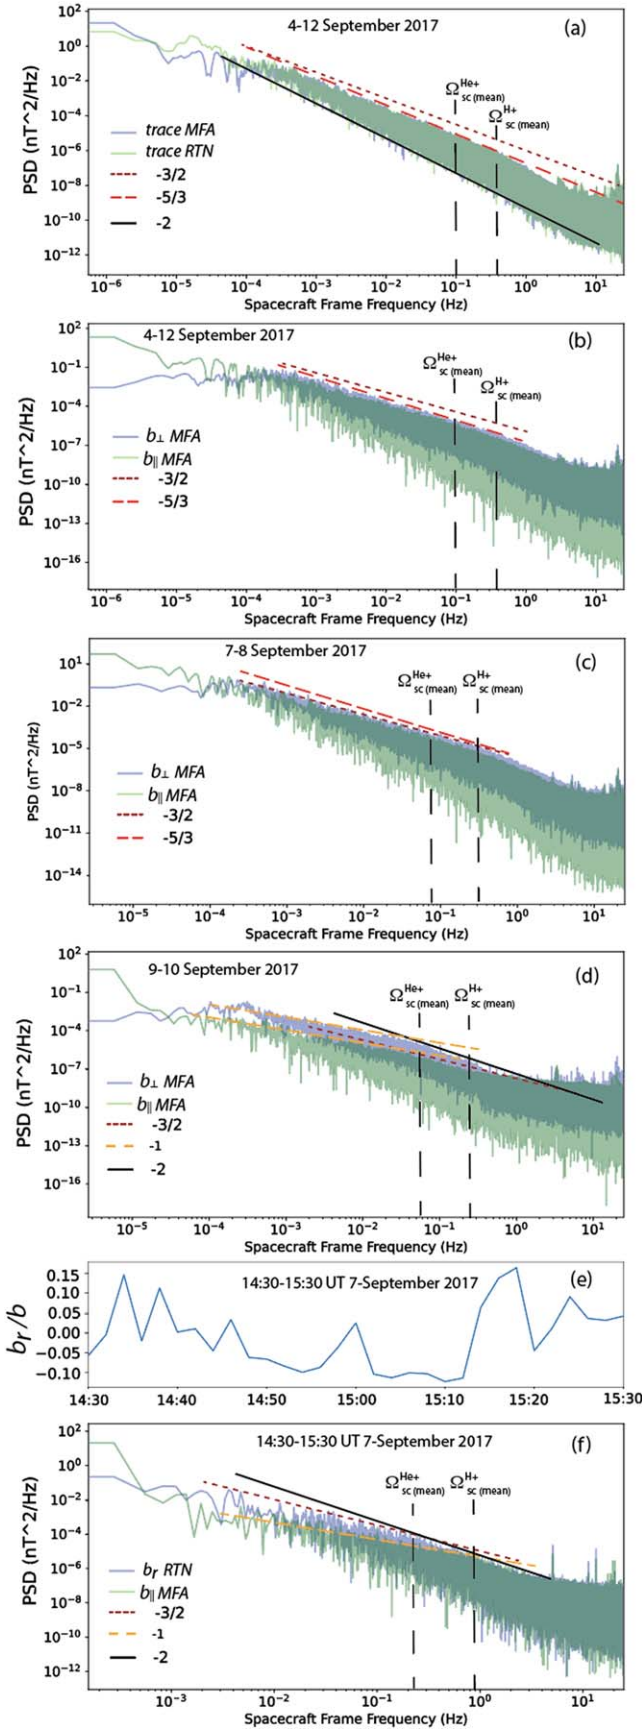 4-12 September 2017
(a)
PSD (nT^2/Hz)
10^2
10^0
10^-2
10^-4
10^-6
10^-8
10^-10
10^-12
Ω He+ sc (mean)
Ω H+ sc (mean)
trace MFA
trace RTN
-3/2
-5/3
-2
10^-6 10^-5 10^-4 10^-3 10^-2 10^-1 10^0 10^1
Spacecraft Frame Frequency (Hz)
4-12 September 2017
(b)
PSD (nT^2/Hz)
10^2
10^-1
10^-4
10^-7
10^-10
10^-13
10^-16
Ω He+ sc (mean)
Ω H+ sc (mean)
b⊥ MFA
b|| MFA
-3/2
-5/3
10^-6 10^-5 10^-4 10^-3 10^-2 10^-1 10^0 10^1
Spacecraft Frame Frequency (Hz)
7-8 September 2017
(c)
PSD (nT^2/Hz)
10^1
10^-2
10^-5
10^-8
10^-11
10^-14
Ω He+ sc (mean)
Ω H+ sc (mean)
b⊥ MFA
b|| MFA
-3/2
-5/3
10^-5 10^-4 10^-3 10^-2 10^-1 10^0 10^1
Spacecraft Frame Frequency (Hz)
9-10 September 2017
(d)
PSD (nT^2/Hz)
10^2
10^-1
10^-4
10^-7
10^-10
10^-13
10^-16
Ω He+ sc (mean)
Ω H+ sc (mean)
b⊥ MFA
b|| MFA
-3/2
-1
-2
10^-5 10^-4 10^-3 10^-2 10^-1 10^0 10^1
Spacecraft Frame Frequency (Hz)
14:30-15:30 UT 7-September 2017
(e)
br/b
0.15
0.10
0.05
0.00
−0.05
−0.10
14:30 14:40 14:50 15:00 15:10 15:20 15:30
14:30-15:30 UT 7-September 2017
(f)
PSD (nT^2/Hz)
10^2
10^0
10^-2
10^-4
10^-6
10^-8
10^-10
10^-12
Ω He+ sc (mean)
Ω H+ sc (mean)
br RTN
b|| MFA
-3/2
-1
-2
10^-3 10^-2 10^-1 10^0 10^1
Spacecraft Frame Frequency (Hz)